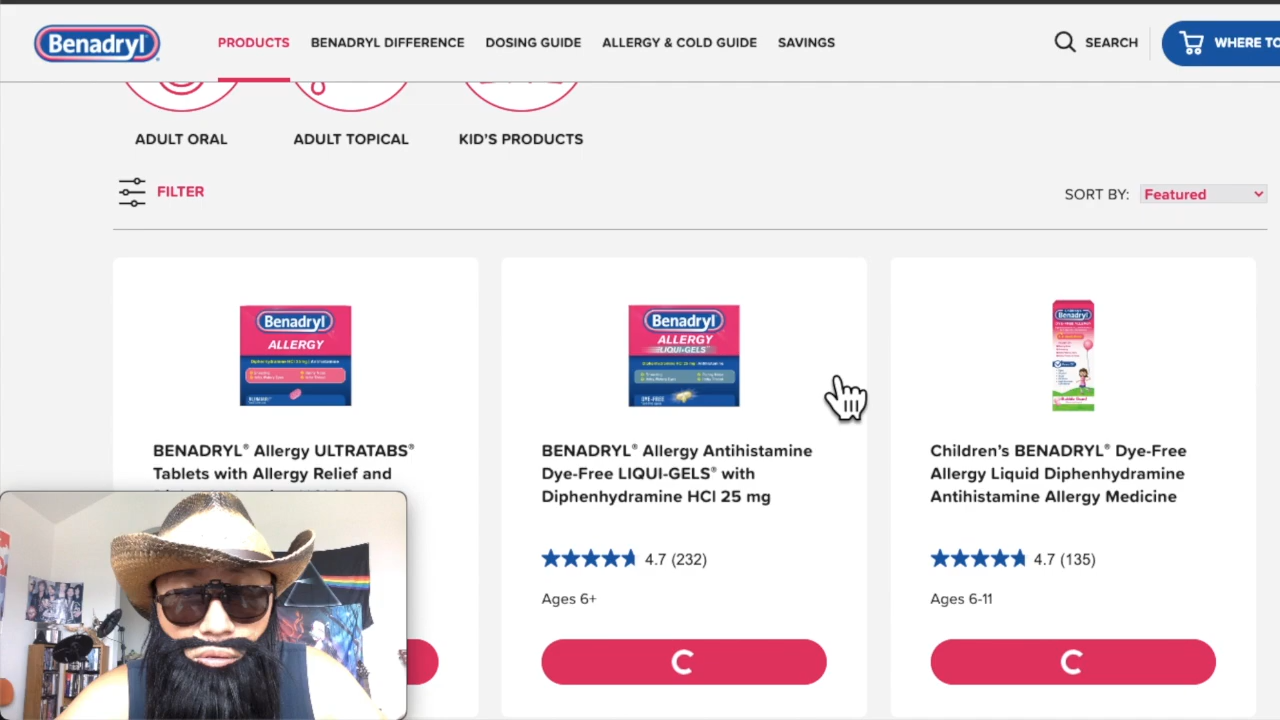 Benadryl
PRODUCTS
BENADRYL DIFFERENCE
DOSING GUIDE
ALLERGY & COLD GUIDE
SAVINGS
SEARCH
WHERE TO
ADULT ORAL
ADULT TOPICAL
KID'S PRODUCTS
FILTER
SORT BY: Featured
Benadryl
ALLERGY
Benadryl
ALLERGY
LIQUI-GELS
DYE-FREE
Benadryl
BENADRYL® Allergy ULTRATABS®
Tablets with Allergy Relief and
BENADRYL® Allergy Antihistamine
Dye-Free LIQUI-GELS® with
Diphenhydramine HCl 25 mg
4.7 (232)
Ages 6+
Children's BENADRYL® Dye-Free
Allergy Liquid Diphenhydramine
Antihistamine Allergy Medicine
4.7 (135)
Ages 6-11